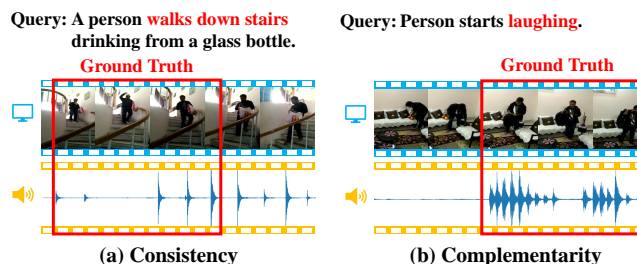 Query: A person walks down stairs
drinking from a glass bottle.
Ground Truth
(a) Consistency
Query: Person starts laughing.
Ground Truth
(b) Complementarity